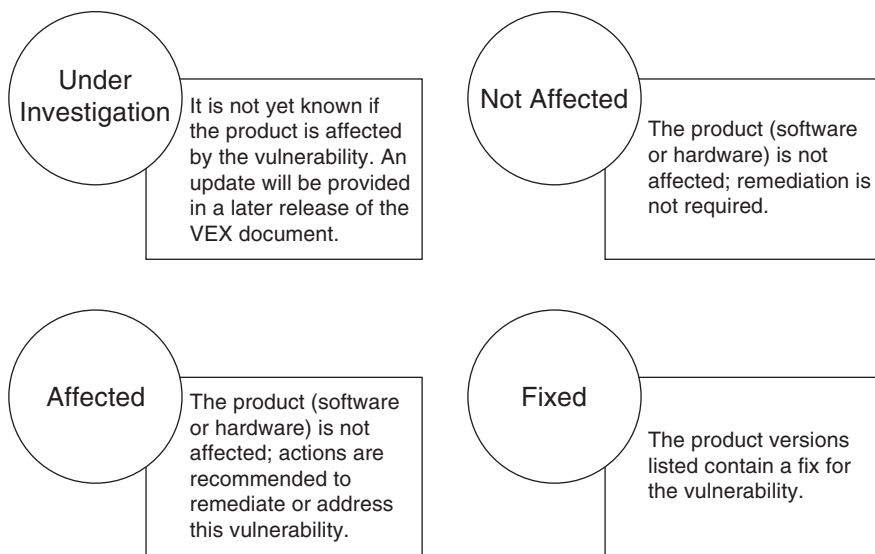 Under
Investigation
It is not yet known if
the product is affected
by the vulnerability. An
update will be provided
in a later release of the
VEX document.
Not Affected
The product (software
or hardware) is not
affected; remediation is
not required.
Affected
The product (software
or hardware) is not
affected; actions are
recommended to
remediate or address
this vulnerability.
Fixed
The product versions
listed contain a fix for
the vulnerability.